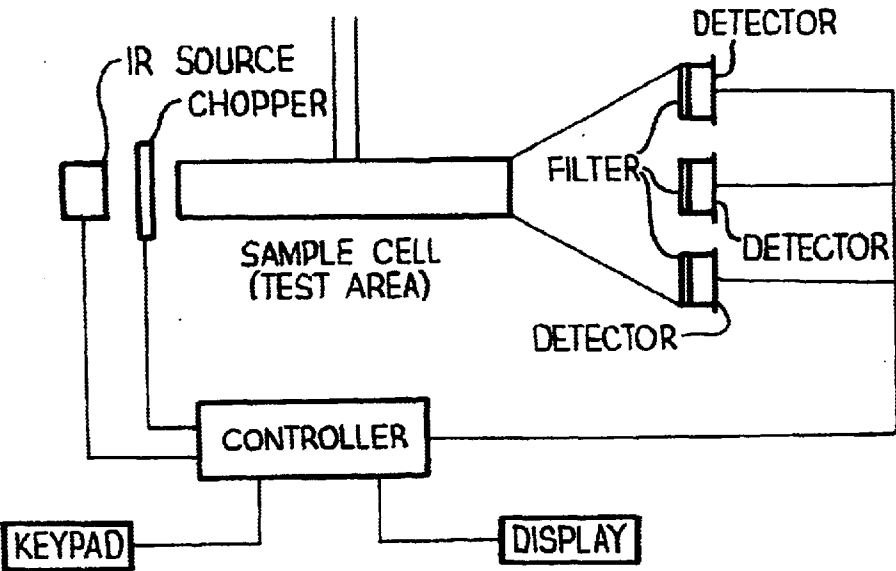 DETECTOR
IR SOURCE
CHOPPER
FILTER
SAMPLE CELL
(TEST AREA)
DETECTOR
DETECTOR
CONTROLLER
KEYPAD
DISPLAY